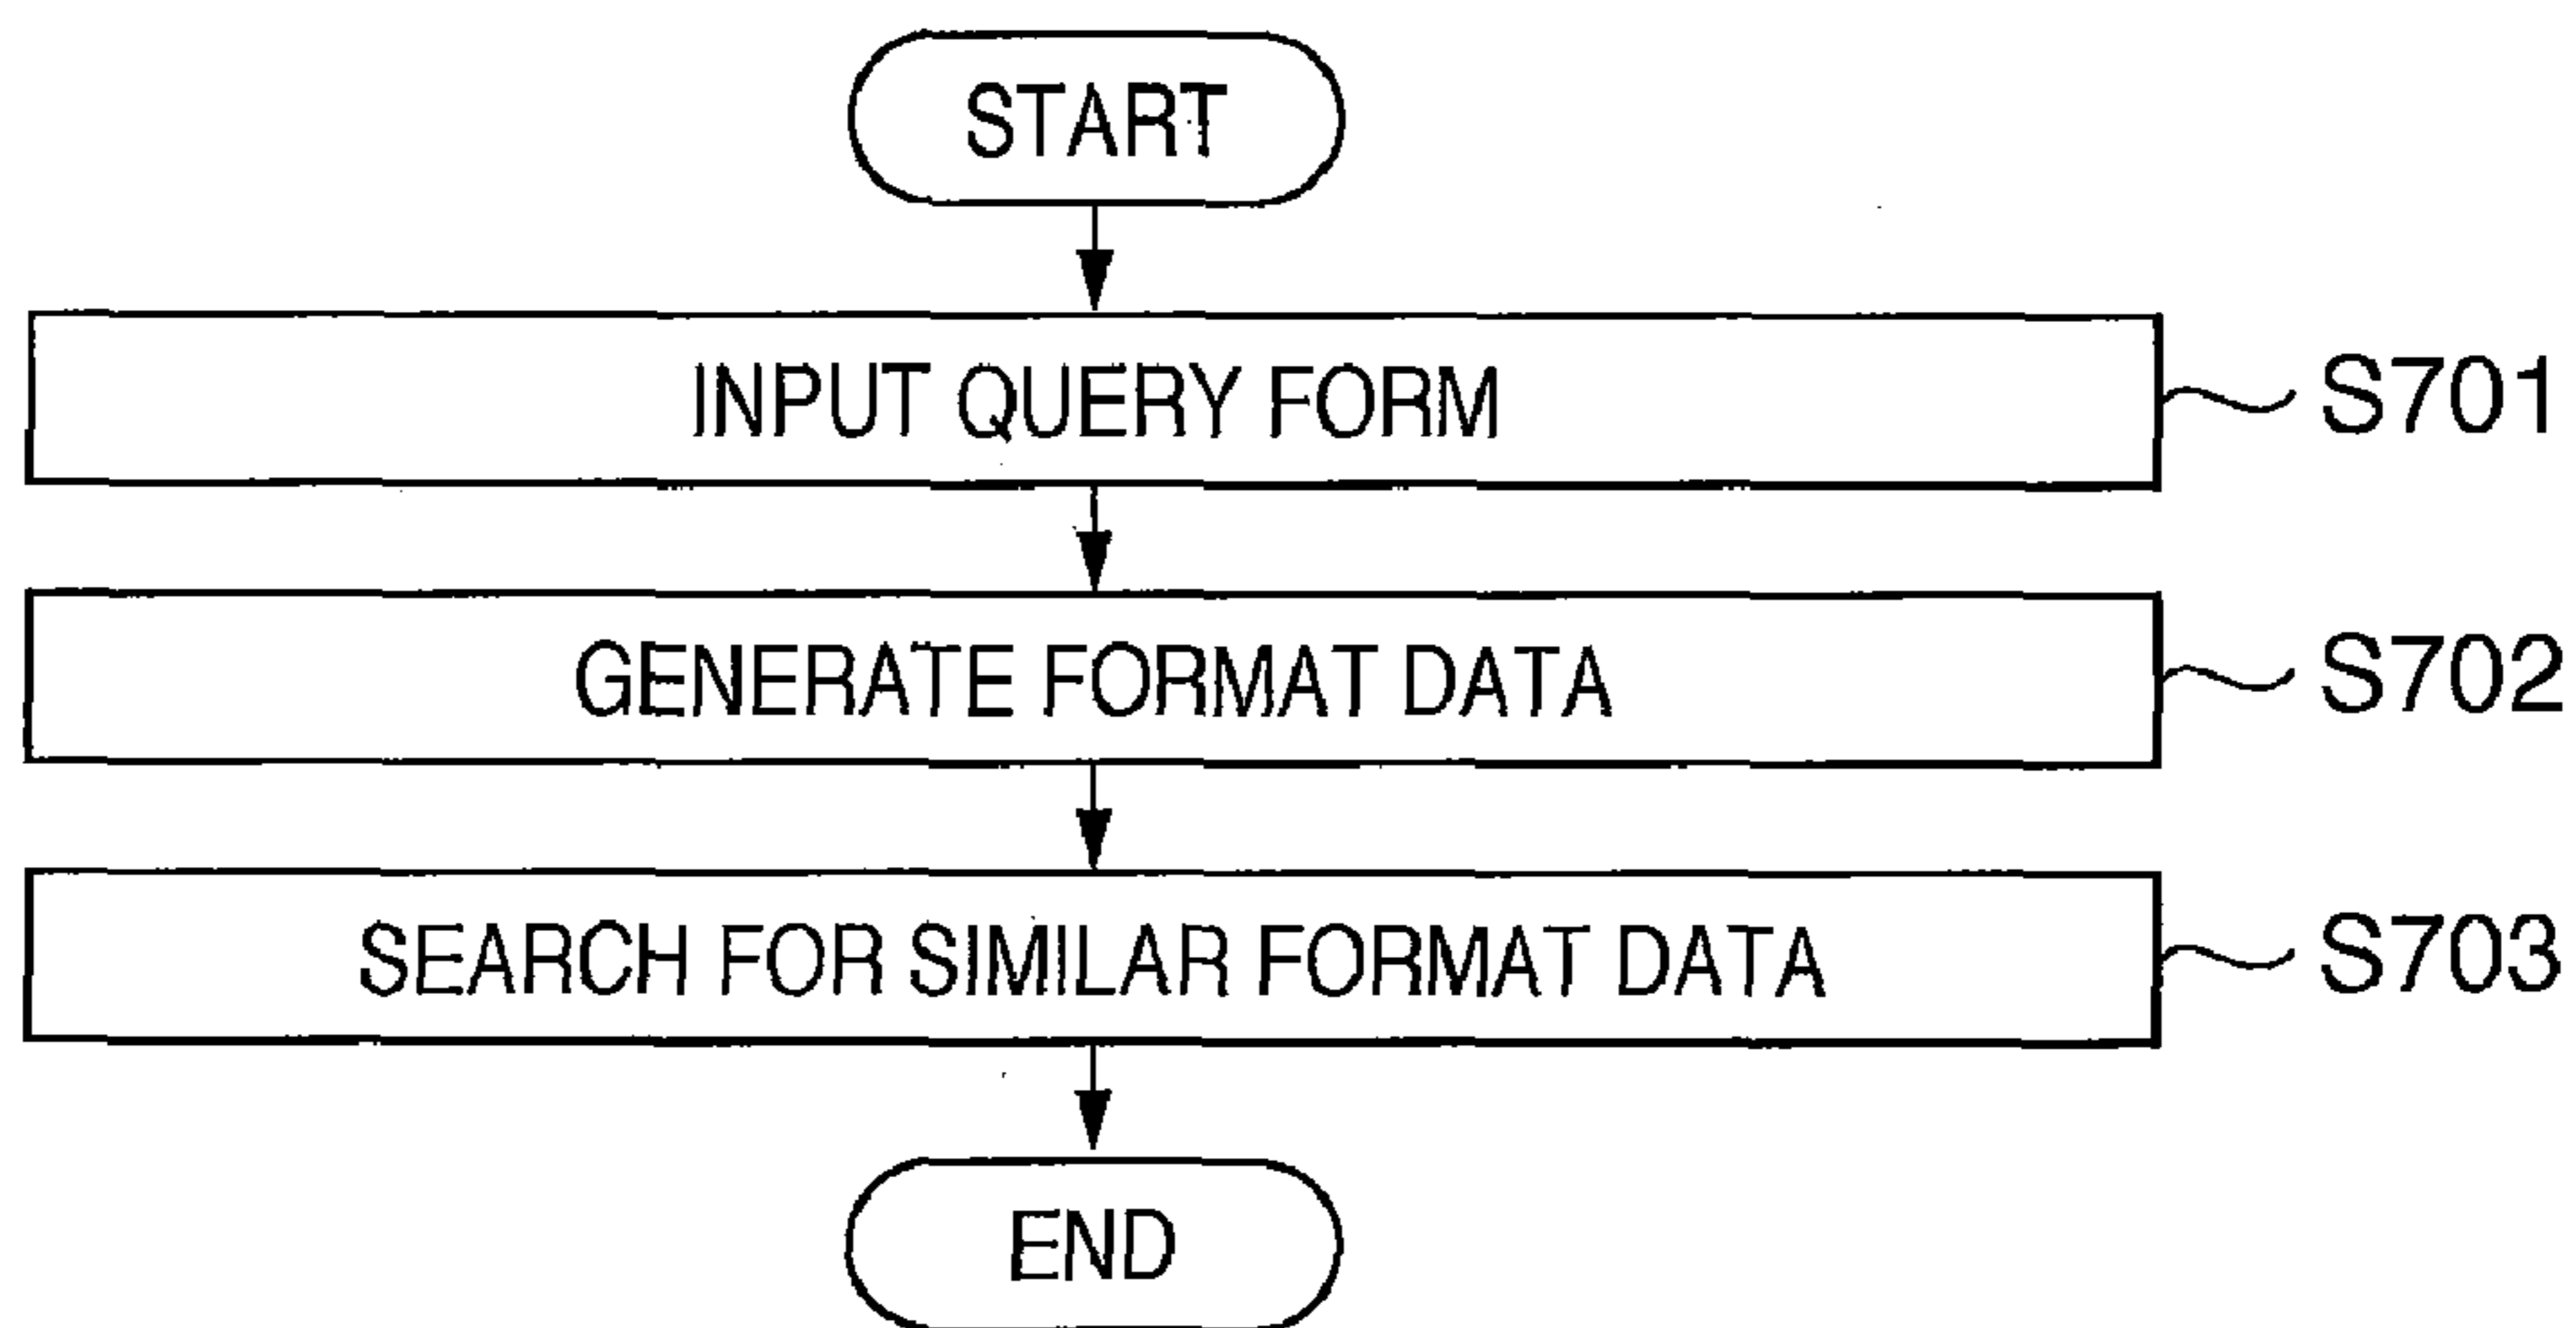 START
INPUT QUERY FORM
S701
GENERATE FORMAT DATA
S702
SEARCH FOR SIMILAR FORMAT DATA
S703
END